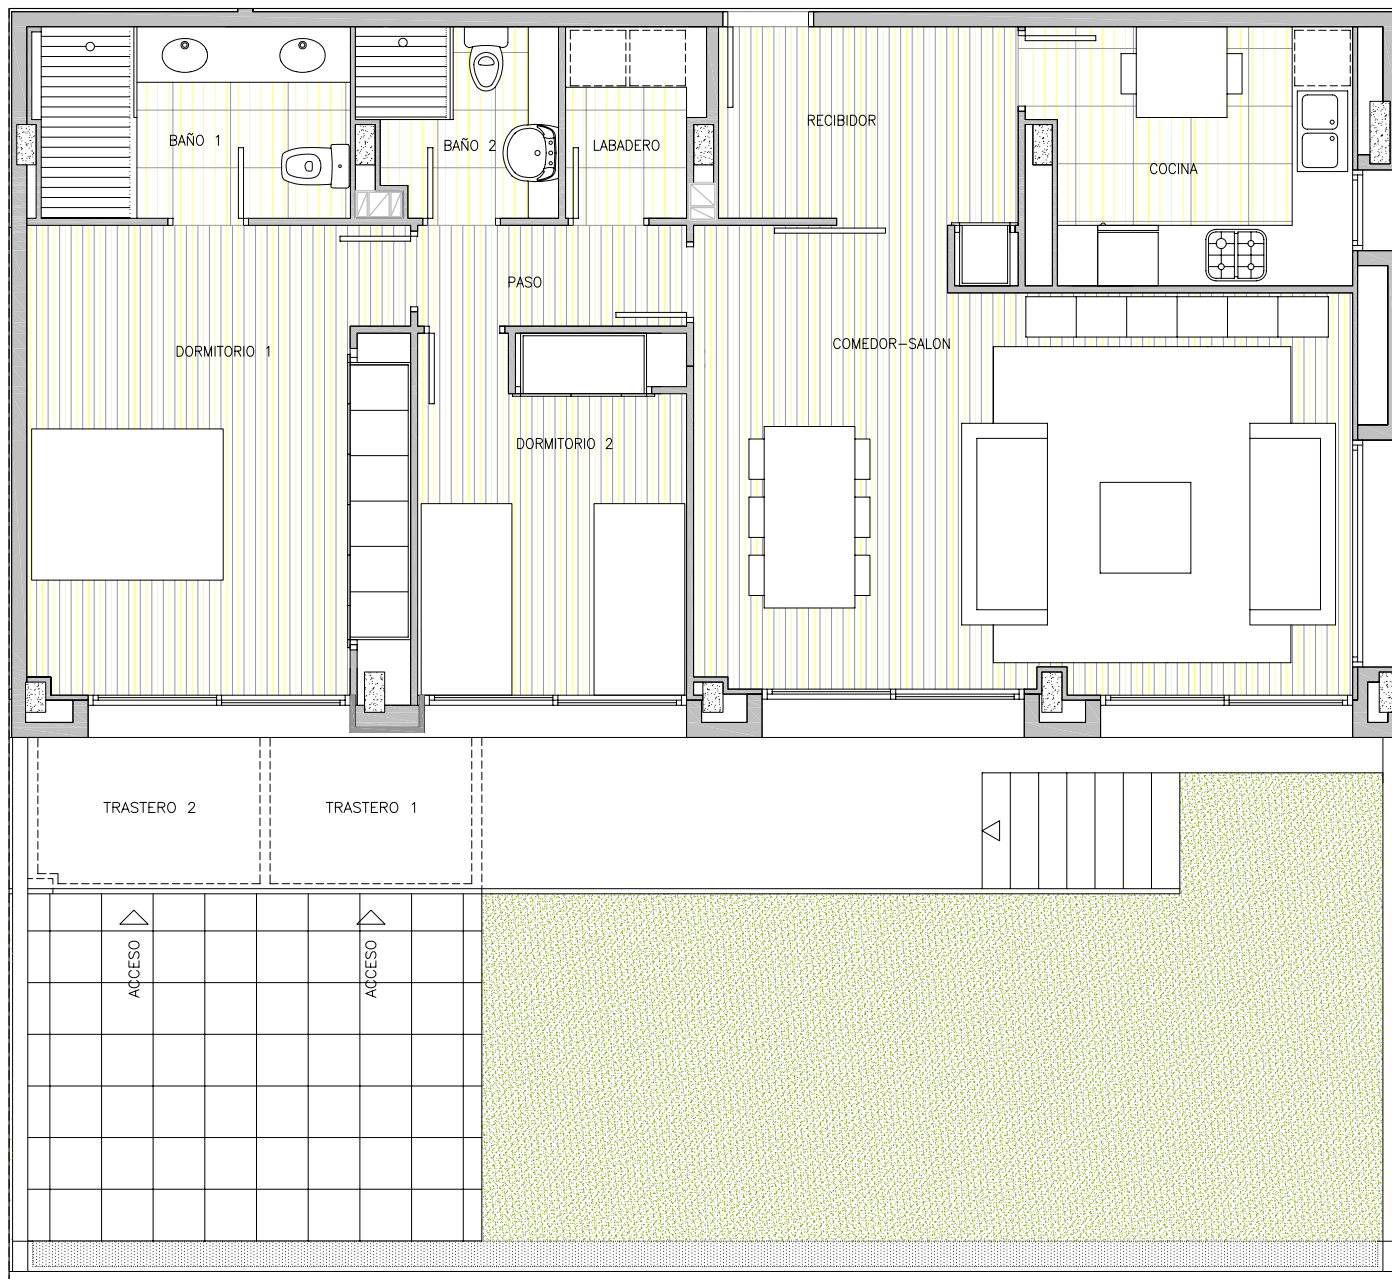 RECIBIDOR
BAÑO 1
BAÑO 2
LABADERO
COCINA
PASO
DORMITORIO 1
COMEDOR-SALON
DORMITORIO 2
TRASTERO 2
TRASTERO 1
ACCESO
ACCESO